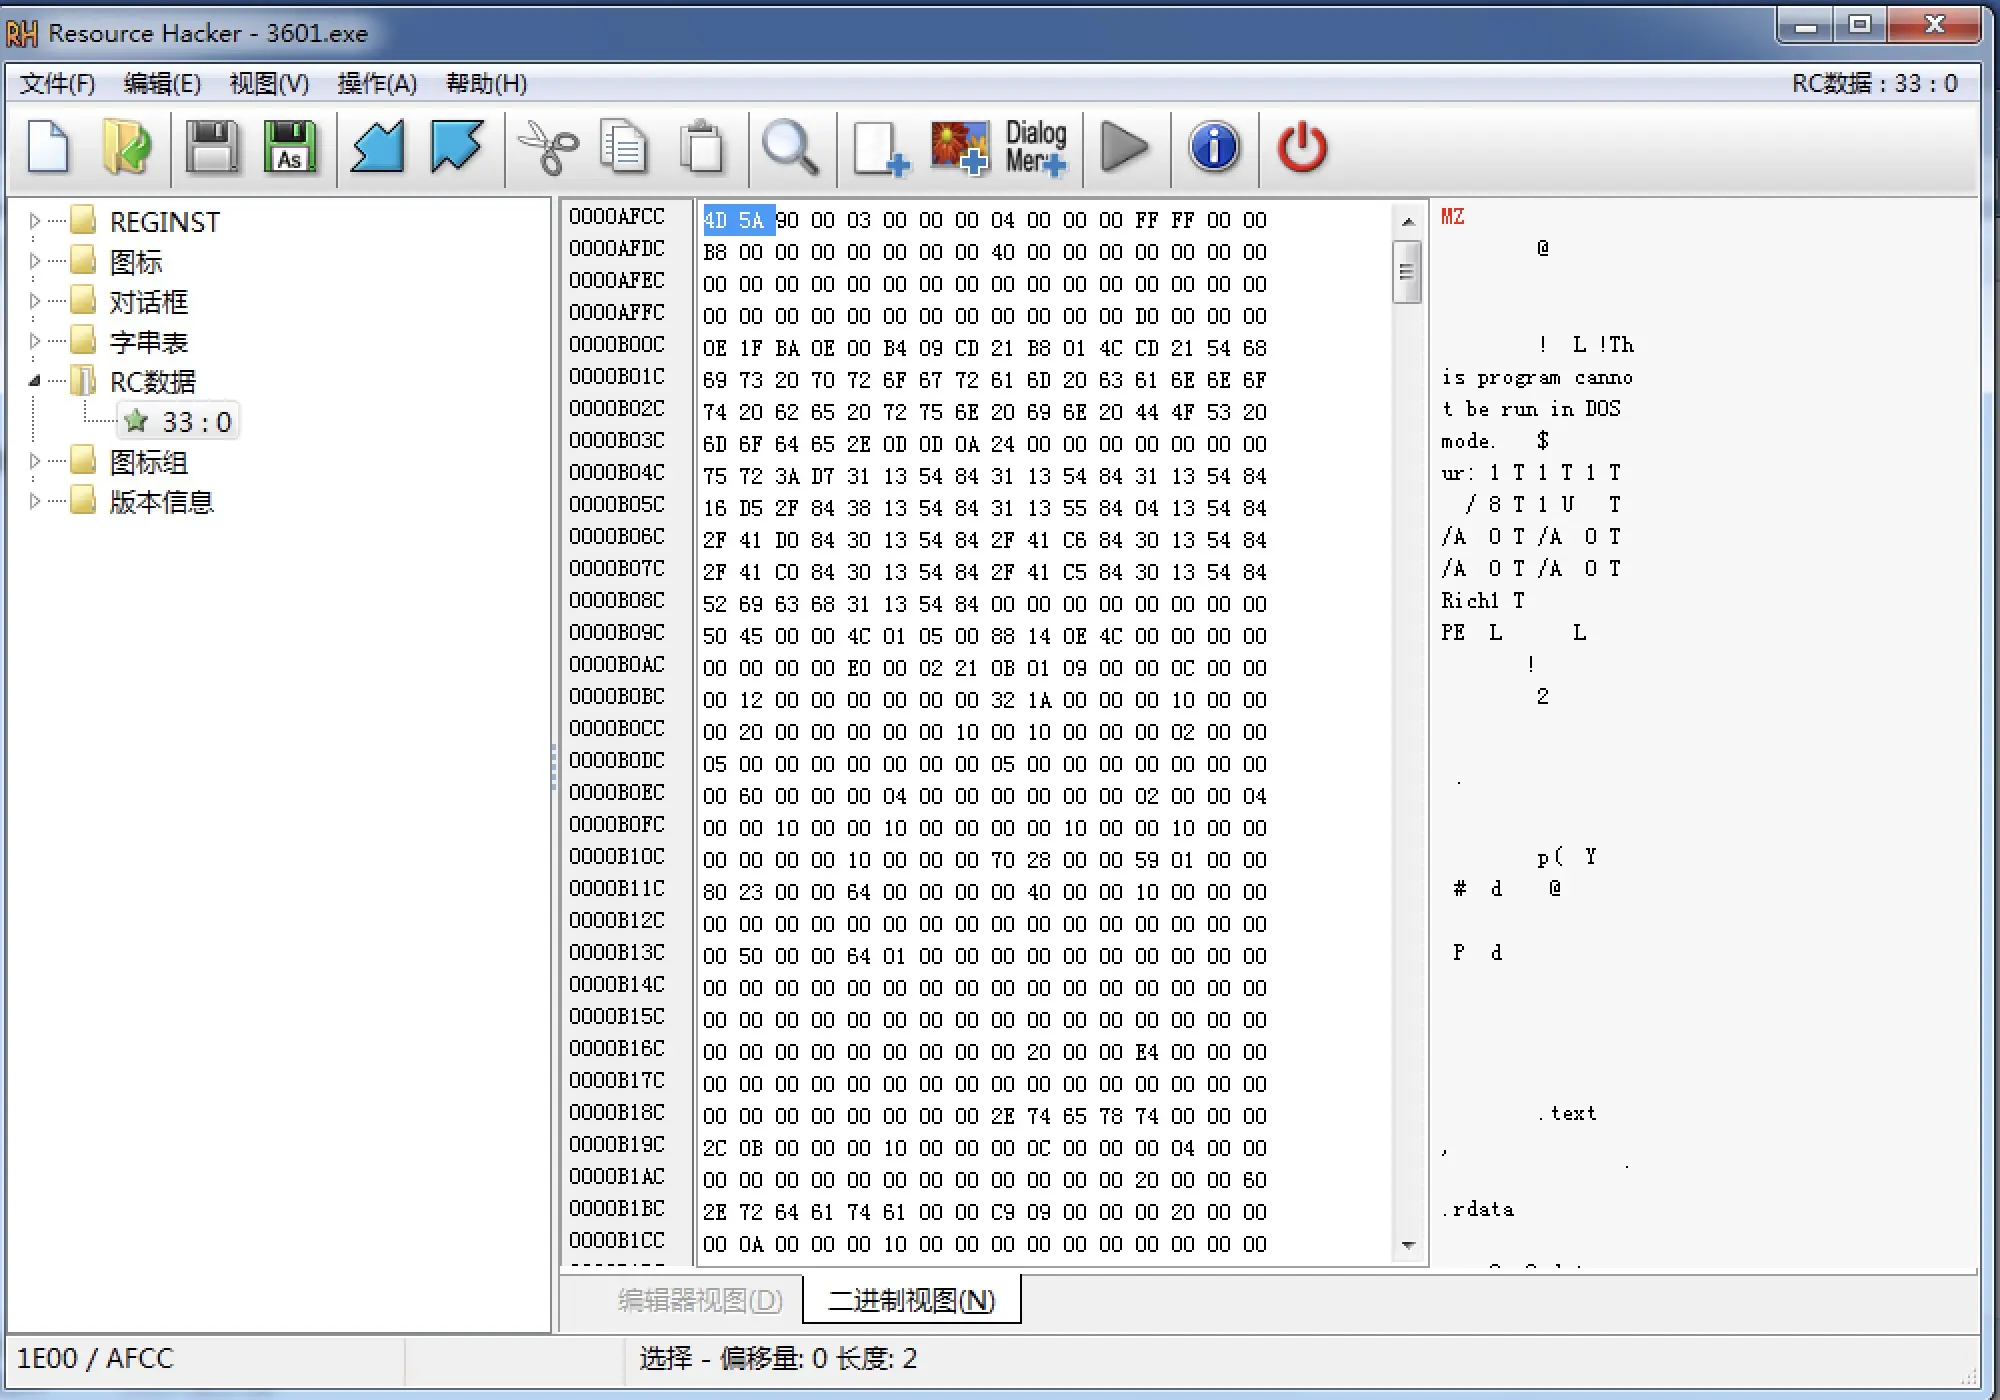 RH Resource Hacker - 3601.exe
文件(F) 编辑(E) 视图(V) 操作(A) 帮助(H) RC数据 : 33 : 0
As Dialog Menu
REGINST
图标
对话框
字串表
RC数据
33 : 0
图标组
版本信息
0000AFCC 4D 5A 90 00 03 00 00 00 04 00 00 00 FF FF 00 00 MZ
0000AFDC B8 00 00 00 00 00 00 00 40 00 00 00 00 00 00 00 @
0000AFEC 00 00 00 00 00 00 00 00 00 00 00 00 00 00 00 00
0000AFFC 00 00 00 00 00 00 00 00 00 00 00 00 D0 00 00 00
0000B00C 0E 1F BA 0E 00 B4 09 CD 21 B8 01 4C CD 21 54 68 ! L !Th
0000B01C 69 73 20 70 72 6F 67 72 61 6D 20 63 61 6E 6E 6F is program canno
0000B02C 74 20 62 65 20 72 75 6E 20 69 6E 20 44 4F 53 20 t be run in DOS
0000B03C 6D 6F 64 65 2E 0D 0D 0A 24 00 00 00 00 00 00 00 mode. $
0000B04C 75 72 3A D7 31 13 54 84 31 13 54 84 31 13 54 84 ur: 1 T 1 T 1 T
0000B05C 16 D5 2F 84 38 13 54 84 31 13 55 84 04 13 54 84 / 8 T 1 U T
0000B06C 2F 41 D0 84 30 13 54 84 2F 41 C6 84 30 13 54 84 /A 0 T /A 0 T
0000B07C 2F 41 C0 84 30 13 54 84 2F 41 C5 84 30 13 54 84 /A 0 T /A 0 T
0000B08C 52 69 63 68 31 13 54 84 00 00 00 00 00 00 00 00 Rich1 T
0000B09C 50 45 00 00 4C 01 05 00 88 14 0E 4C 00 00 00 00 PE L L
0000B0AC 00 00 00 00 E0 00 02 21 0B 01 09 00 00 0C 00 00 !
0000B0BC 00 12 00 00 00 00 00 00 32 1A 00 00 00 10 00 00 2
0000B0CC 00 20 00 00 00 00 00 10 00 10 00 00 00 02 00 00
0000B0DC 05 00 00 00 00 00 00 00 05 00 00 00 00 00 00 00
0000B0EC 00 60 00 00 00 04 00 00 00 00 00 00 02 00 00 04 .
0000B0FC 00 00 10 00 00 10 00 00 00 00 10 00 00 10 00 00
0000B10C 00 00 00 00 10 00 00 00 70 28 00 00 59 01 00 00 p( Y
0000B11C 80 23 00 00 64 00 00 00 00 40 00 00 10 00 00 00 # d @
0000B12C 00 00 00 00 00 00 00 00 00 00 00 00 00 00 00 00
0000B13C 00 50 00 00 64 01 00 00 00 00 00 00 00 00 00 00 P d
0000B14C 00 00 00 00 00 00 00 00 00 00 00 00 00 00 00 00
0000B15C 00 00 00 00 00 00 00 00 00 00 00 00 00 00 00 00
0000B16C 00 00 00 00 00 00 00 00 00 20 00 00 E4 00 00 00
0000B17C 00 00 00 00 00 00 00 00 00 00 00 00 00 00 00 00
0000B18C 00 00 00 00 00 00 00 00 2E 74 65 78 74 00 00 00 .text
0000B19C 2C 0B 00 00 00 10 00 00 00 0C 00 00 00 04 00 00 ,
0000B1AC 00 00 00 00 00 00 00 00 00 00 00 00 20 00 00 60 .
0000B1BC 2E 72 64 61 74 61 00 00 C9 09 00 00 00 20 00 00 .rdata
0000B1CC 00 0A 00 00 00 10 00 00 00 00 00 00 00 00 00 00
编辑器视图(D) 二进制视图(N)
1E00 / AFCC 选择 - 偏移量: 0 长度: 2